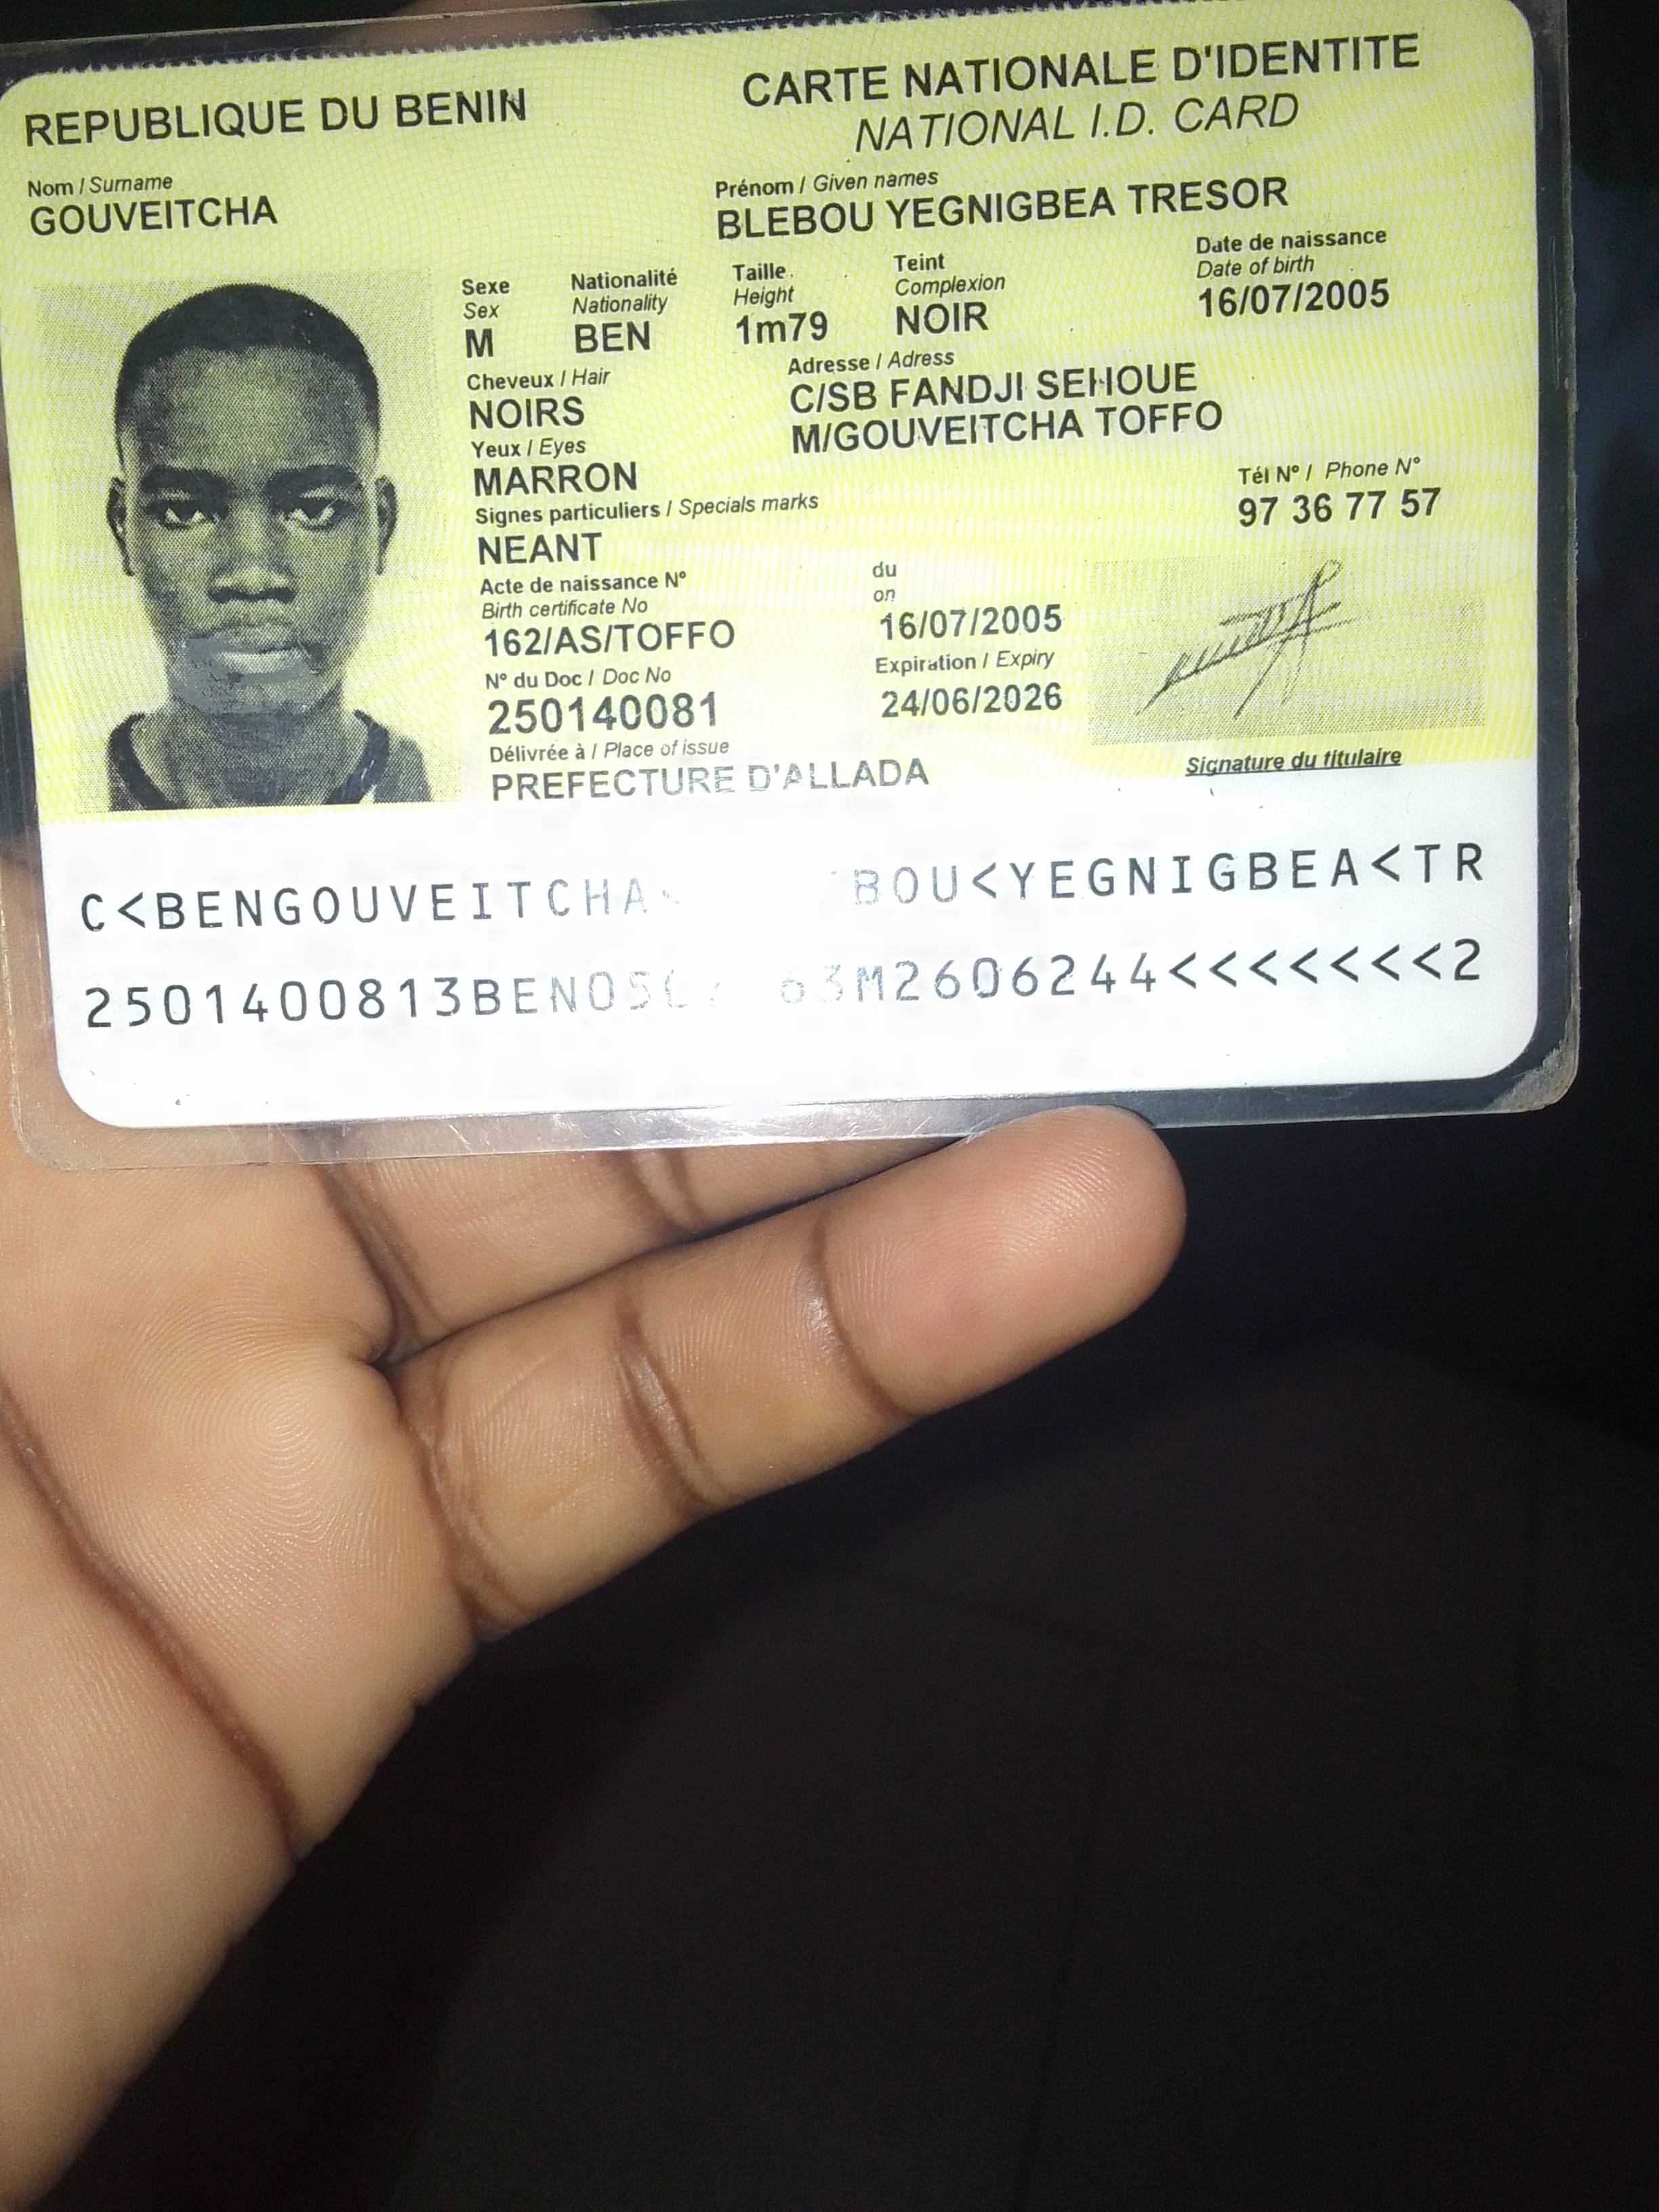 REPUBLIQUE DU BENIN
CARTE NATIONALE D'IDENTITE
NATIONAL I.D. CARD
Nom / Surname
GOUVEITCHA
Prénom / Given names
BLEBOU YEGNIGBEA TRESOR
Sexe
Sex
M
Nationalité
Nationality
BEN
Taille
Height
1m79
Teint
Complexion
NOIR
Date de naissance
Date of birth
16/07/2005
Cheveux / Hair
NOIRS
Adresse / Adress
C/SB FANDJI SEHOUE
M/GOUVEITCHA TOFFO
Yeux / Eyes
MARRON
Tél N° / Phone N°
97 36 77 57
Signes particuliers / Specials marks
NEANT
Acte de naissance N°
Birth certificate No
162/AS/TOFFO
du
on
16/07/2005
N° du Doc / Doc No
250140081
Expiration / Expiry
24/06/2026
Délivrée à / Place of issue
PREFECTURE D'ALLADA
Signature du titulaire
C<BENGOUVEITCHA< BOU<YEGNIGBEA<TR
2501400813BEN05 63M2606244<<<<<<<2